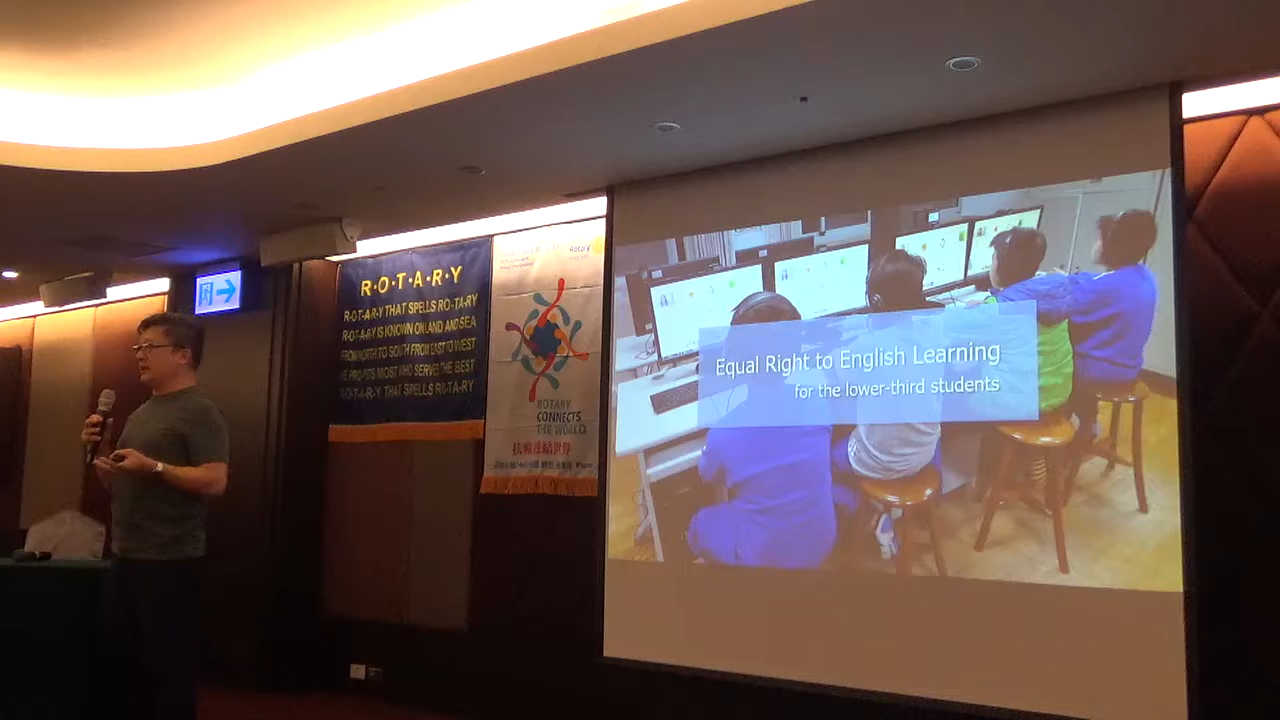 R·O·T·A·R·Y
R-O-T-A-R-Y THAT SPELLS RO-TA-RY
R-O-T-A-R-Y IS KNOWN ON LAND AND SEA
FROM NORTH TO SOUTH FROM EAST TO WEST
HE PROFITS MOST WHO SERVES THE BEST
R-O-T-A-R-Y THAT SPELLS RO-TA-RY
Rotary
ROTARY
CONNECTS
THE WORLD
扶輪連結世界
Equal Right to English Learning
for the lower-third students